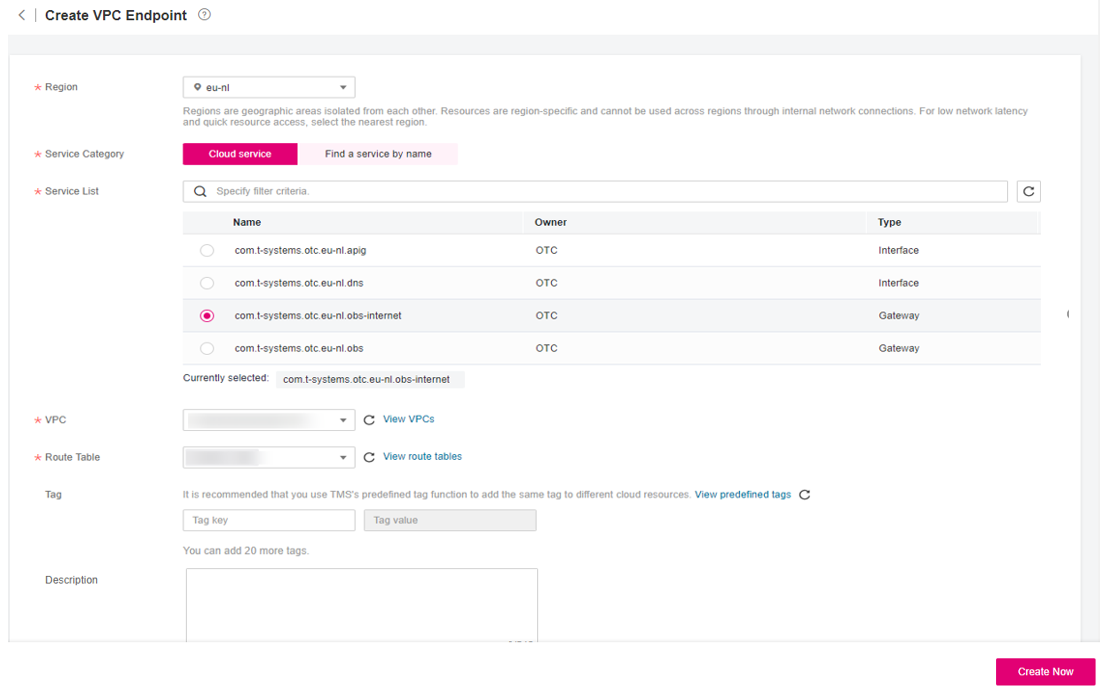 Create VPC Endpoint ?
* Region
eu-nl
Regions are geographic areas isolated from each other. Resources are region-specific and cannot be used across regions through internal network connections. For low network latency
and quick resource access, select the nearest region.
* Service Category
Cloud service
Find a service by name
* Service List
Specify filter criteria.
Name Owner Type
com.t-systems.otc.eu-nl.apig OTC Interface
com.t-systems.otc.eu-nl.dns OTC Interface
com.t-systems.otc.eu-nl.obs-internet OTC Gateway
com.t-systems.otc.eu-nl.obs OTC Gateway
Currently selected: com.t-systems.otc.eu-nl.obs-internet
* VPC
View VPCs
* Route Table
View route tables
Tag
It is recommended that you use TMS's predefined tag function to add the same tag to different cloud resources. View predefined tags
Tag key
Tag value
You can add 20 more tags.
Description
Create Now